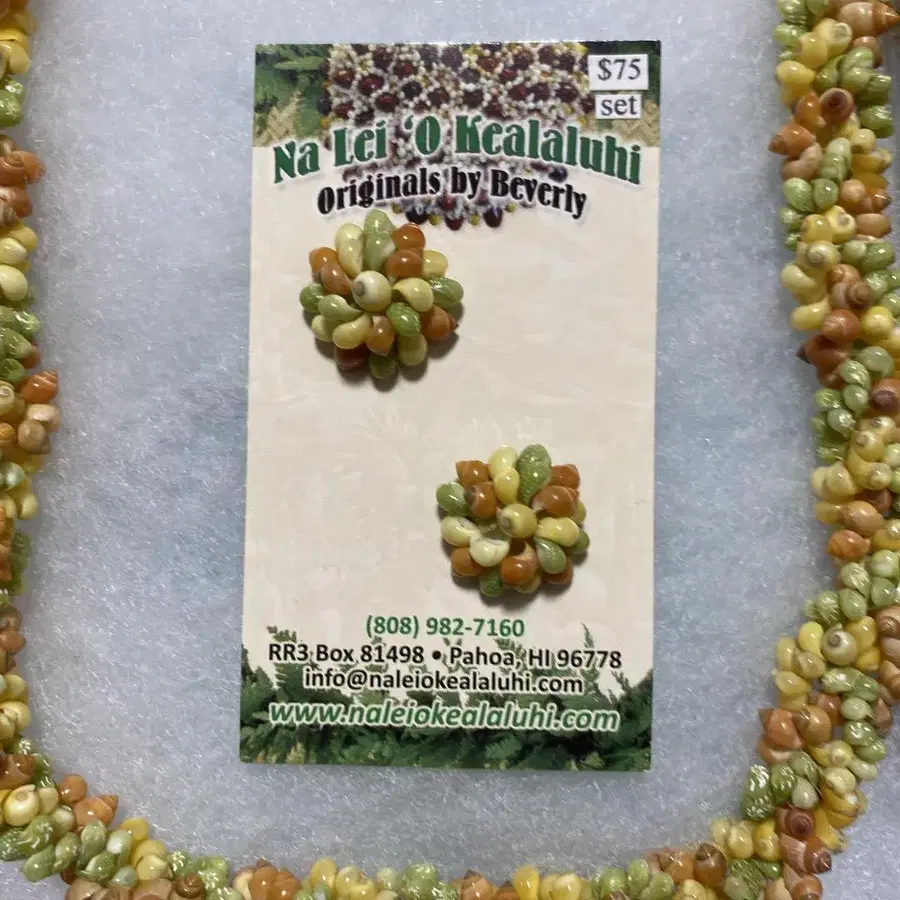 $75
set
Na Lei ‘O Kealaluhi
Originals by Beverly
(808) 982-7160
RR3 Box 81498 • Pahoa, HI 96778
info@naleiokealaluhi.com
www.naleiokealaluhi.com